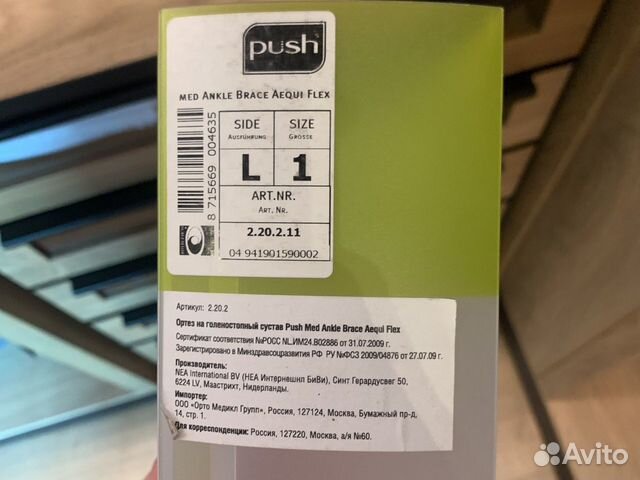 push
MED ANKLE BRACE AEQUI FLEX
SIDE SIZE
AUSFÜHRUNG GRÖSSE
L 1
ART.NR.
ART. NR.
2.20.2.11
04 941901590002
8 715669 004635
Артикул: 2.20.2
Ортез на голеностопный сустав Push Med Ankle Brace Aequi Flex
Сертификат соответствия №РОСС NL.ИМ24.В02886 от 31.07.2009 г.
Зарегистрировано в Минздравсоцразвития РФ РУ №ФСЗ 2009/04876 от 27.07.09 г.
Производитель:
NEA International BV (НЕА Интернешнл БиВи), Синт Герардусвег 50,
6224 LV, Маастрихт, Нидерланды.
Импортер:
ООО «Орто Медикл Групп», Россия, 127124, Москва, Бумажный пр-д,
14, стр. 1.
Для корреспонденции: Россия, 127220, Москва, а/я №60.
Avito